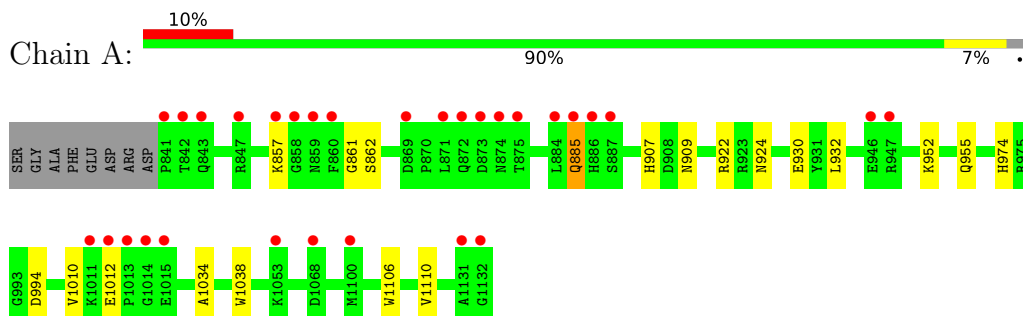 10%
Chain A:
90% 7% •
SER GLY ALA PHE GLU ASP ARG ASP P841 T842 Q843 R847 K857 G858 N859 F860 G861 S862 D869 P870 L871 Q872 D873 N874 T875 L884 Q885 H886 S887 H907 D908 N909 R922 R923 N924 E930 Y931 L932 E946 R947 K952 Q955 H974 P975
G993 D994 V1010 K1011 E1012 P1013 G1014 E1015 A1034 W1038 K1053 D1068 M1100 W1106 V1110 A1131 G1132